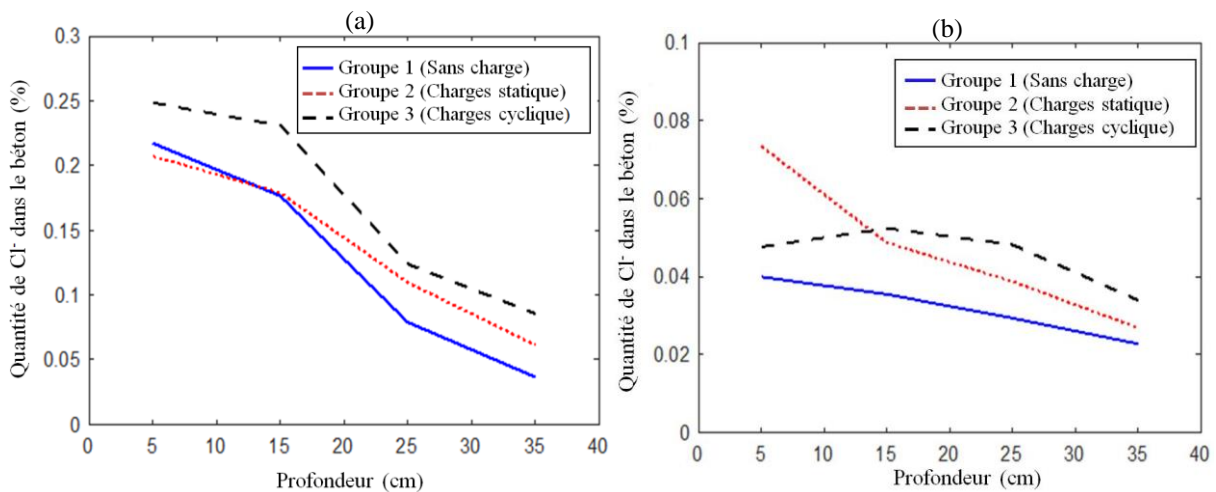 (a)
Quantité de Cl⁻ dans le béton (%)
0.3
0.25
0.2
0.15
0.1
0.05
0
Groupe 1 (Sans charge)
Groupe 2 (Charges statique)
Groupe 3 (Charges cyclique)
0 5 10 15 20 25 30 35 40
Profondeur (cm)
(b)
Quantité de Cl⁻ dans le béton (%)
0.1
0.08
0.06
0.04
0.02
0
Groupe 1 (Sans charge)
Groupe 2 (Charges statique)
Groupe 3 (Charges cyclique)
0 5 10 15 20 25 30 35 40
Profondeur (cm)